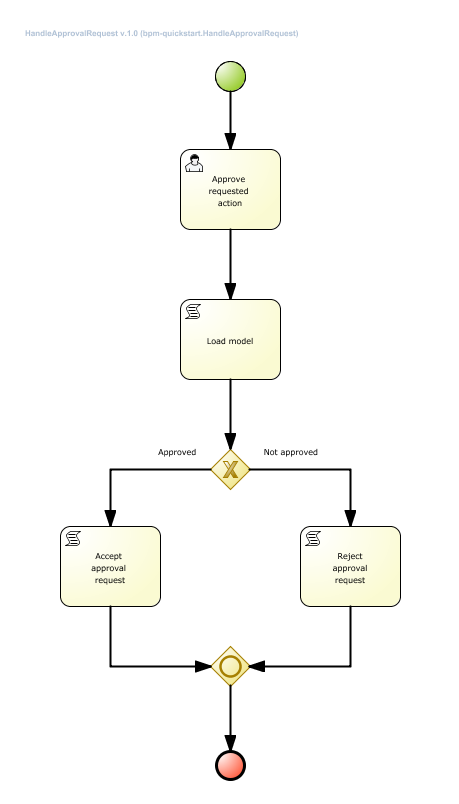 HandleApprovalRequest v.1.0 (bpm-quickstart.HandleApprovalRequest)
Approve
requested
action
Load model
Approved
Not approved
Accept
approval
request
Reject
approval
request